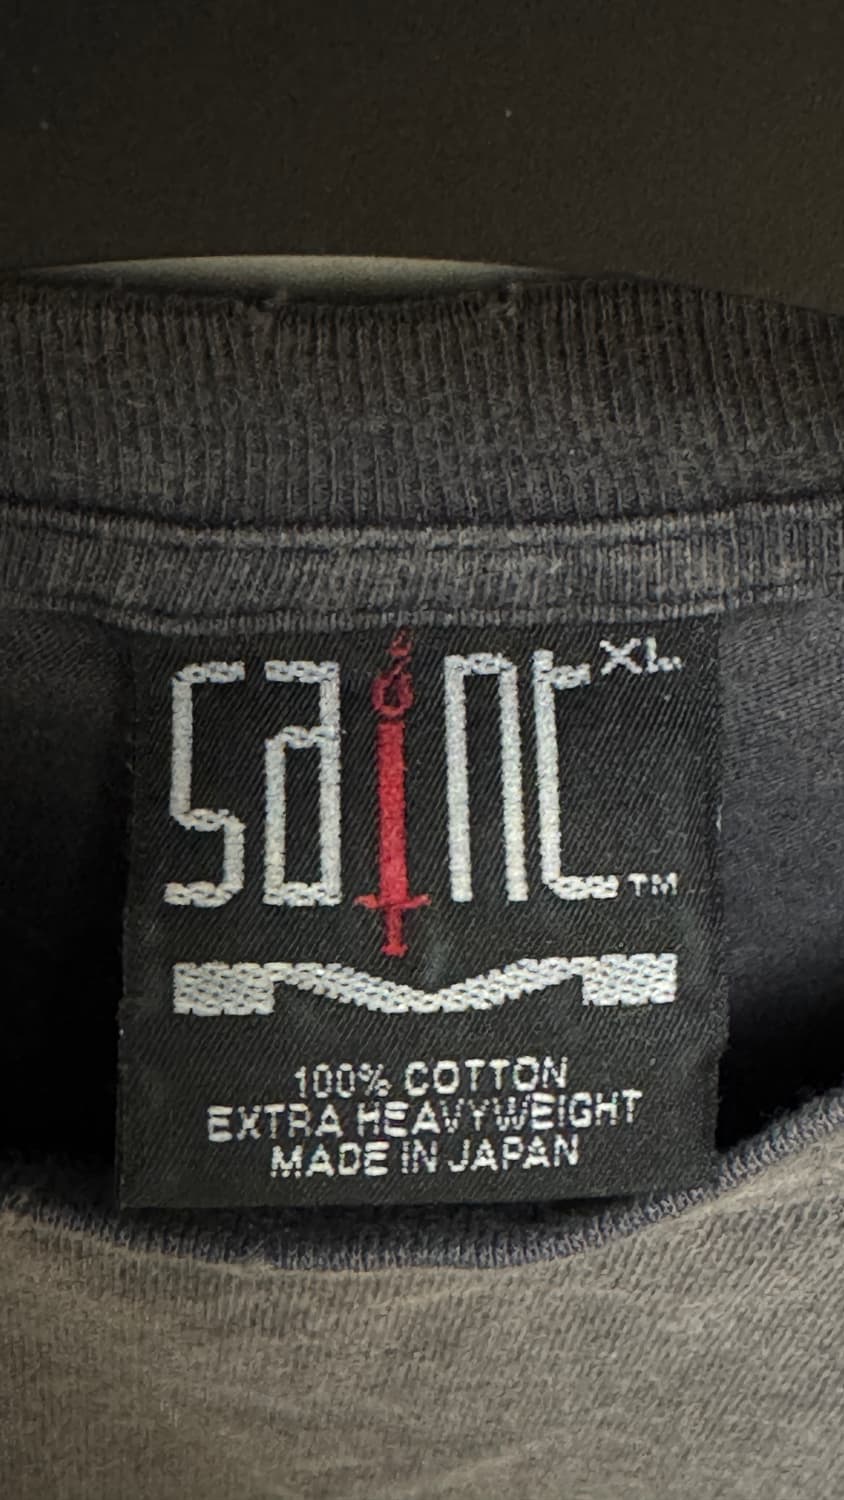 saint XL
TM
100% COTTON
EXTRA HEAVYWEIGHT
MADE IN JAPAN